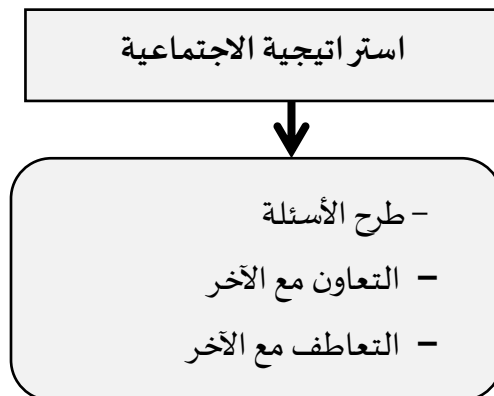 استراتيجية الاجتماعية
– طرح الأسئلة
– التعاون مع الآخر
– التعاطف مع الآخر